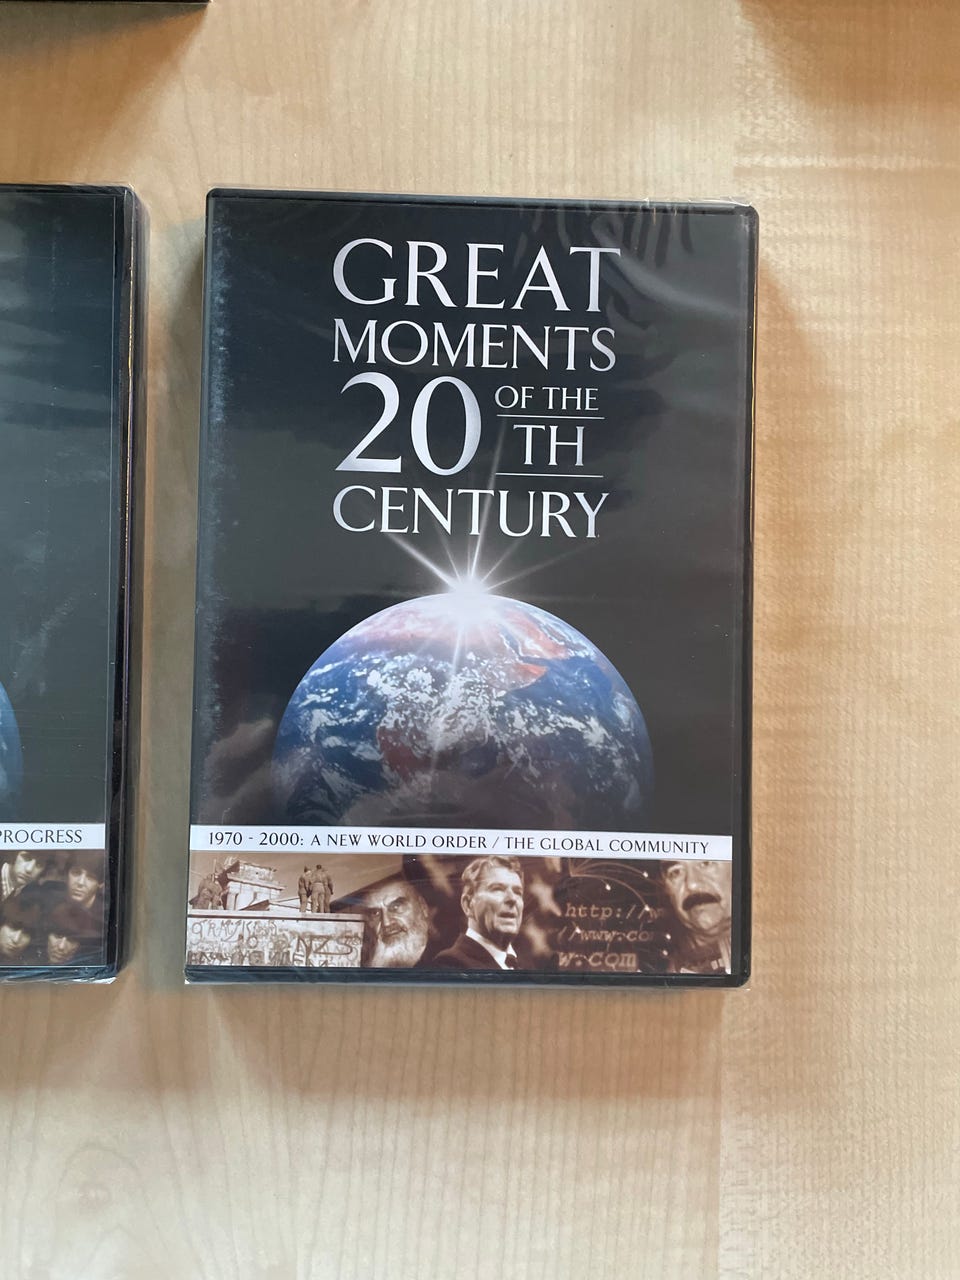 GREAT
MOMENTS
20 OF THE
TH
CENTURY
PROGRESS
1970 - 2000: A NEW WORLD ORDER / THE GLOBAL COMMUNITY
http://w
//www.co
w.com